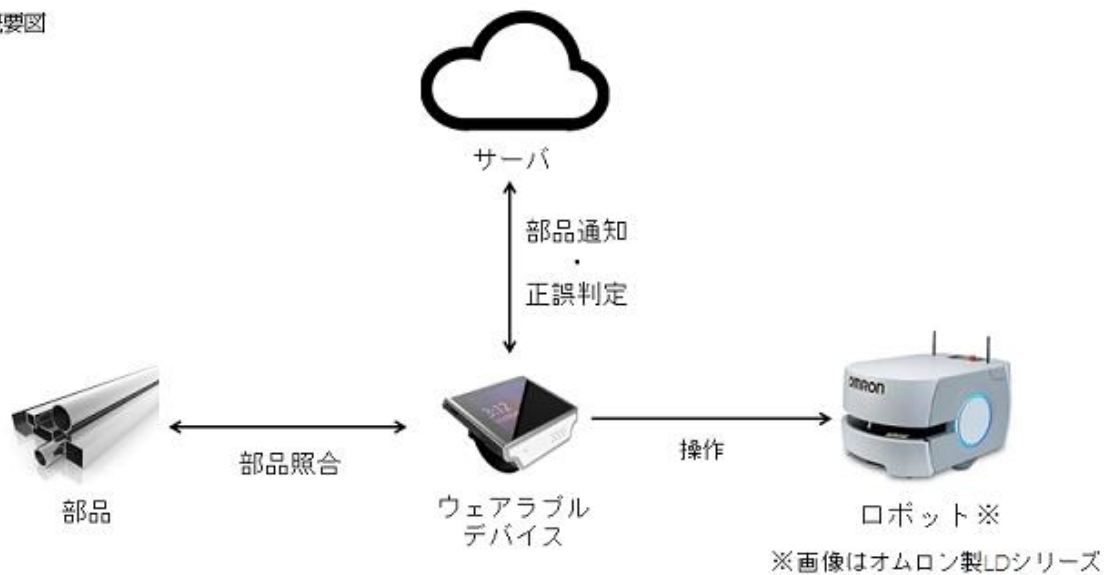 要図
サーバ
部品通知
・
正誤判定
OMRON
部品照合
操作
部品
ウェアラブル
デバイス
ロボット※
※画像はオムロン製LDシリーズ